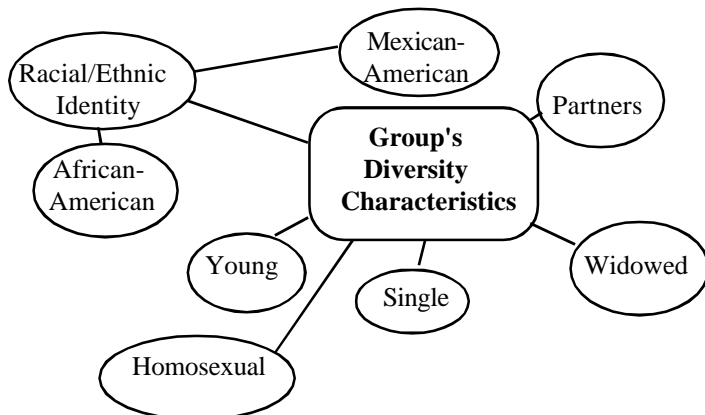 Mexican-
American
Racial/Ethnic
Identity
Partners
Group's
Diversity
Characteristics
African-
American
Young
Single
Widowed
Homosexual